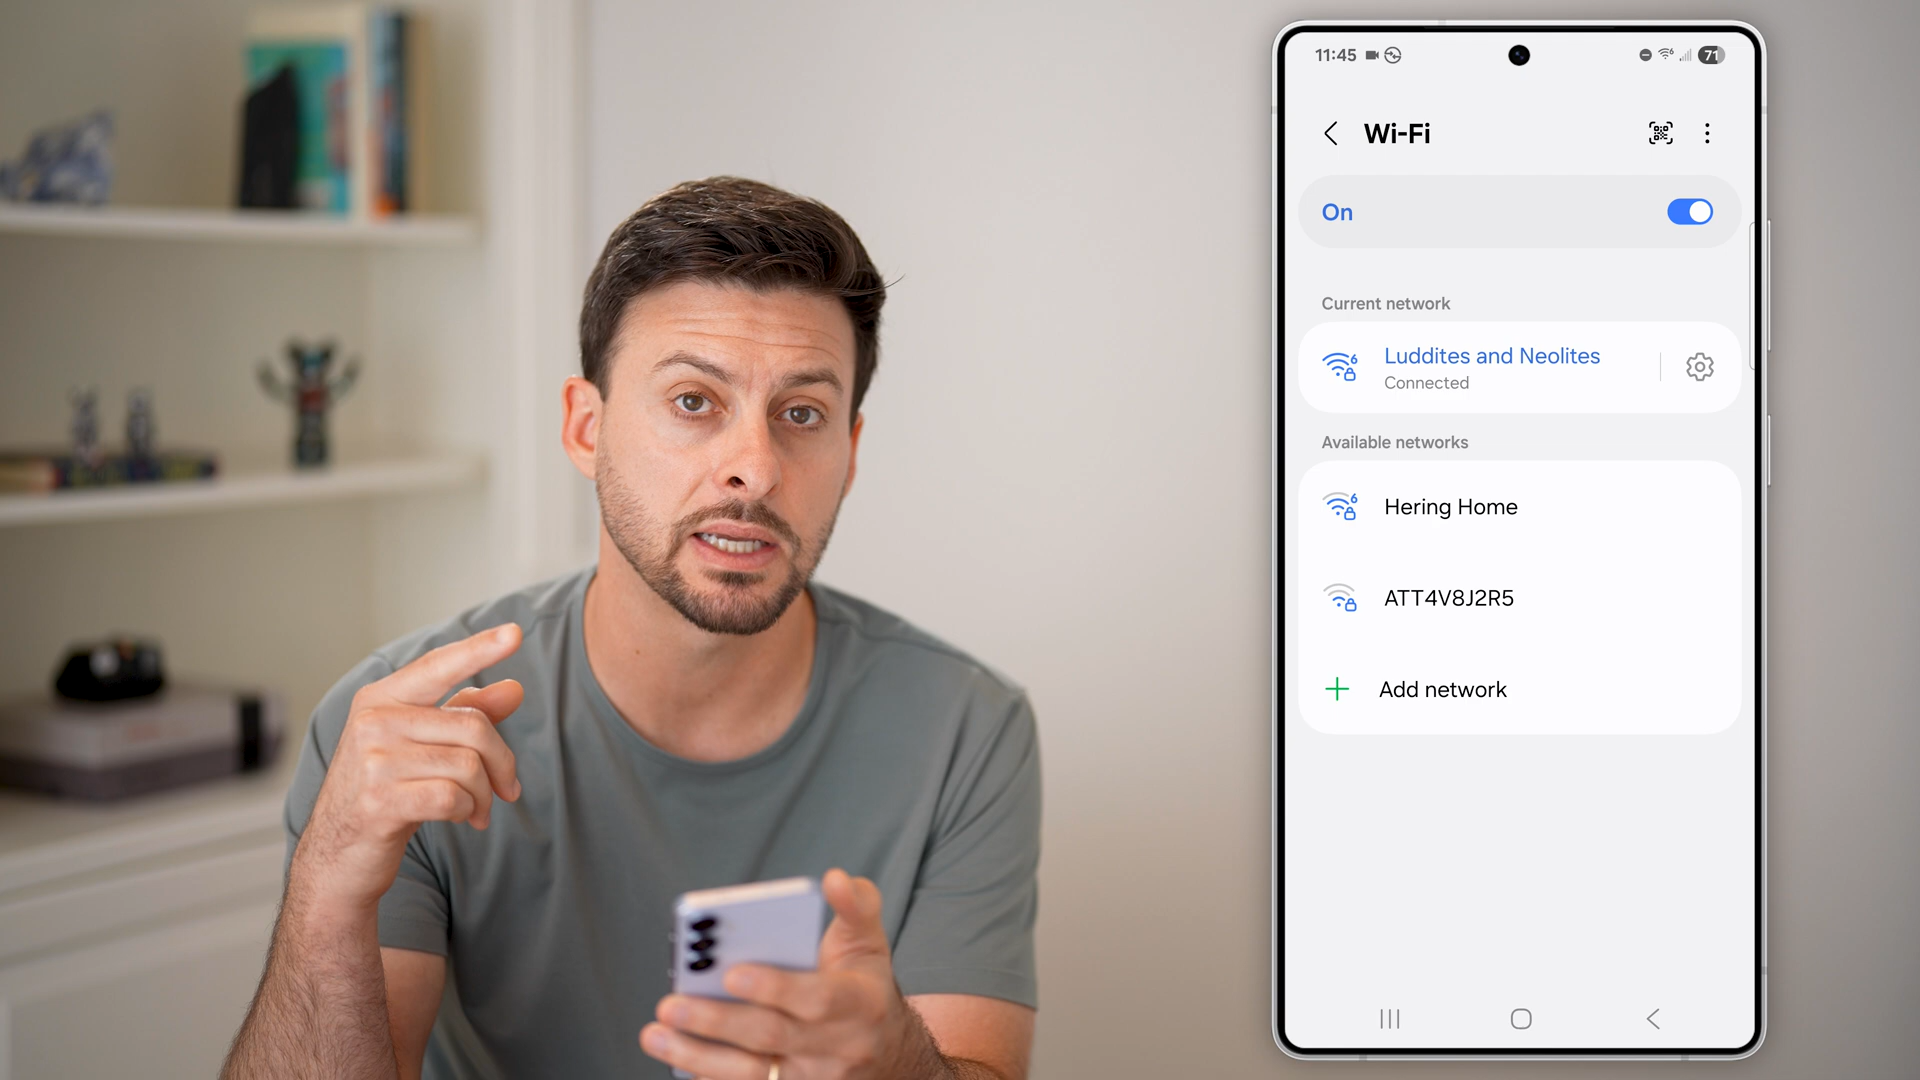 11:45
71
Wi-Fi
On
Current network
Luddites and Neolites
Connected
Available networks
Hering Home
ATT4V8J2R5
Add network